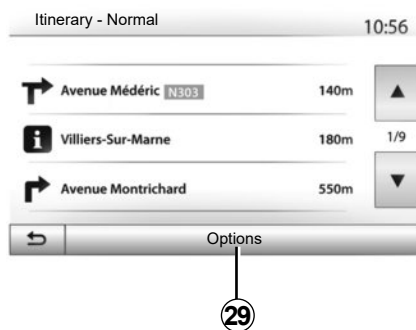 Itinerary - Normal 10:56
Avenue Médéric N303 140m
Villiers-Sur-Marne 180m
1/9
Avenue Montrichard 550m
Options
29